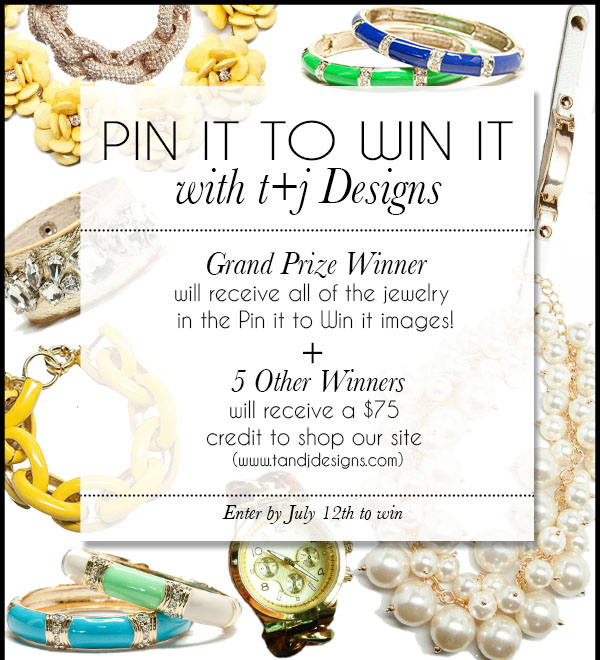 PIN IT TO WIN IT
with t+j Designs
Grand Prize Winner
will receive all of the jewelry
in the Pin it to Win it images!
+
5 Other Winners
will receive a $75
credit to shop our site
(www.tandjdesigns.com)
Enter by July 12th to win